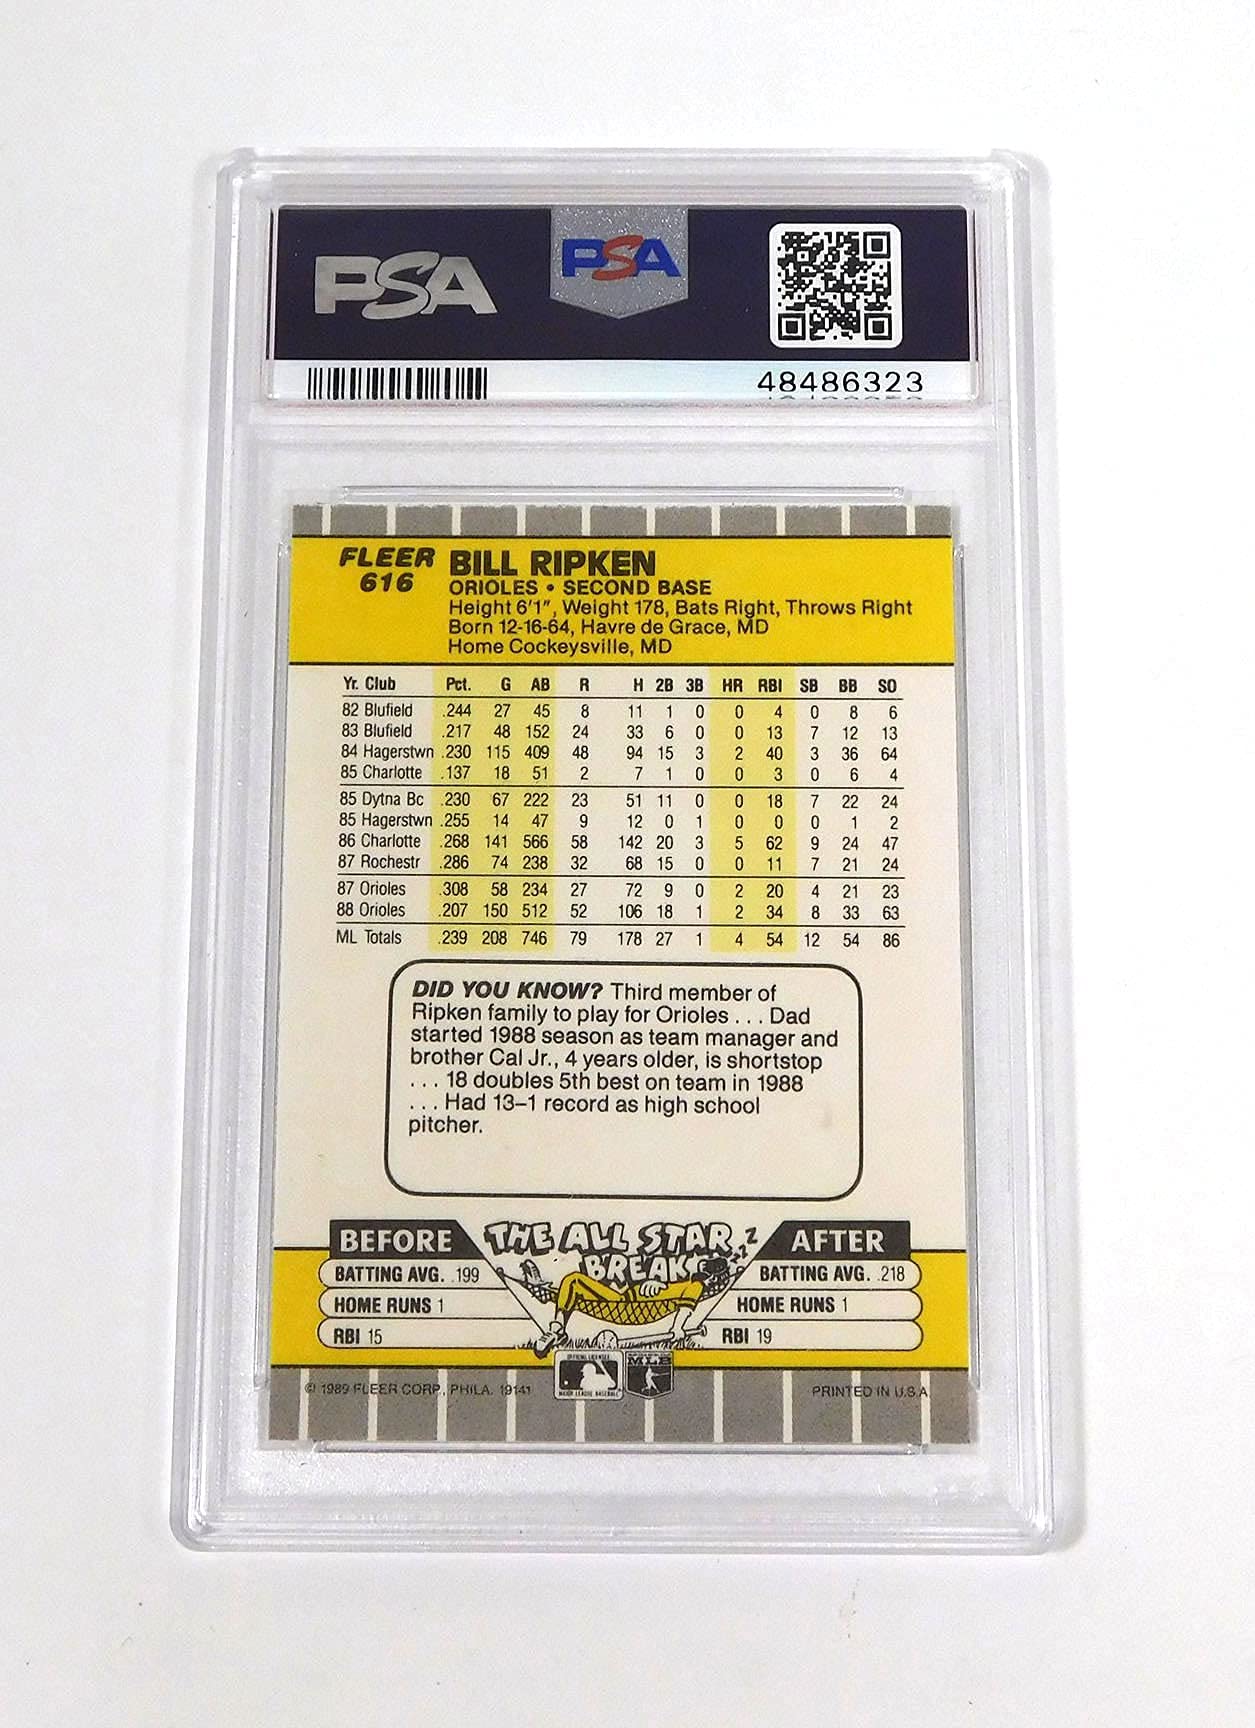 PSA PSA
48486323
FLEER BILL RIPKEN
616 ORIOLES • SECOND BASE
Height 6'1", Weight 178, Bats Right, Throws Right
Born 12-16-64, Havre de Grace, MD
Home Cockeysville, MD
Yr. Club Pct. G AB R H 2B 3B HR RBI SB BB SO
82 Blufield .244 27 45 8 11 1 0 0 4 0 8 6
83 Blufield .217 48 152 24 33 6 0 0 13 7 12 13
84 Hagerstwn .230 115 409 48 94 15 3 2 40 3 36 64
85 Charlotte .137 18 51 2 7 1 0 0 3 0 6 4
85 Dytna Bc .230 67 222 23 51 11 0 0 18 7 22 24
85 Hagerstwn .255 14 47 9 12 0 1 0 0 0 1 2
86 Charlotte .268 141 566 58 142 20 3 5 62 9 24 47
87 Rochestr .286 74 238 32 68 15 0 0 11 7 21 24
87 Orioles .308 58 234 27 72 9 0 2 20 4 21 23
88 Orioles .207 150 512 52 106 18 1 2 34 8 33 63
ML Totals .239 208 746 79 178 27 1 4 54 12 54 86
DID YOU KNOW? Third member of
Ripken family to play for Orioles . . . Dad
started 1988 season as team manager and
brother Cal Jr., 4 years older, is shortstop
. . . 18 doubles 5th best on team in 1988
. . . Had 13–1 record as high school
pitcher.
BEFORE THE ALL STAR BREAK ZZZZ AFTER
BATTING AVG. .199 BATTING AVG. .218
HOME RUNS 1 HOME RUNS 1
RBI 15 RBI 19
OFFICIAL LICENSEE
MAJOR LEAGUE BASEBALL
MLB
© 1989 FLEER CORP., PHILA. 19141 PRINTED IN U.S.A.